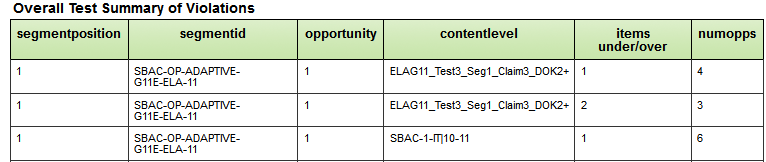 Overall Test Summary of Violations
segmentposition segmentid opportunity contentlevel items under/over numopps
1 SBAC-OP-ADAPTIVE-G11E-ELA-11 1 ELAG11_Test3_Seg1_Claim3_DOK2+ 1 4
1 SBAC-OP-ADAPTIVE-G11E-ELA-11 1 ELAG11_Test3_Seg1_Claim3_DOK2+ 2 3
1 SBAC-OP-ADAPTIVE-G11E-ELA-11 1 SBAC-1-IT|10-11 1 6